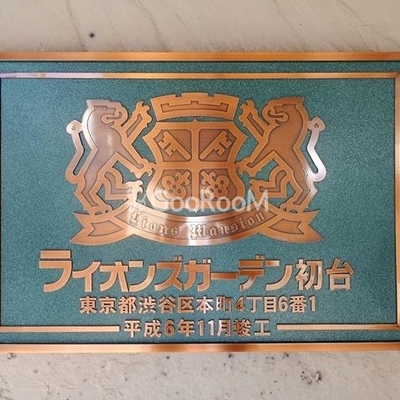 TooRooM
Lions Mansion
ライオンズガーデン初台
東京都渋谷区本町4丁目6番1
平成6年11月竣工